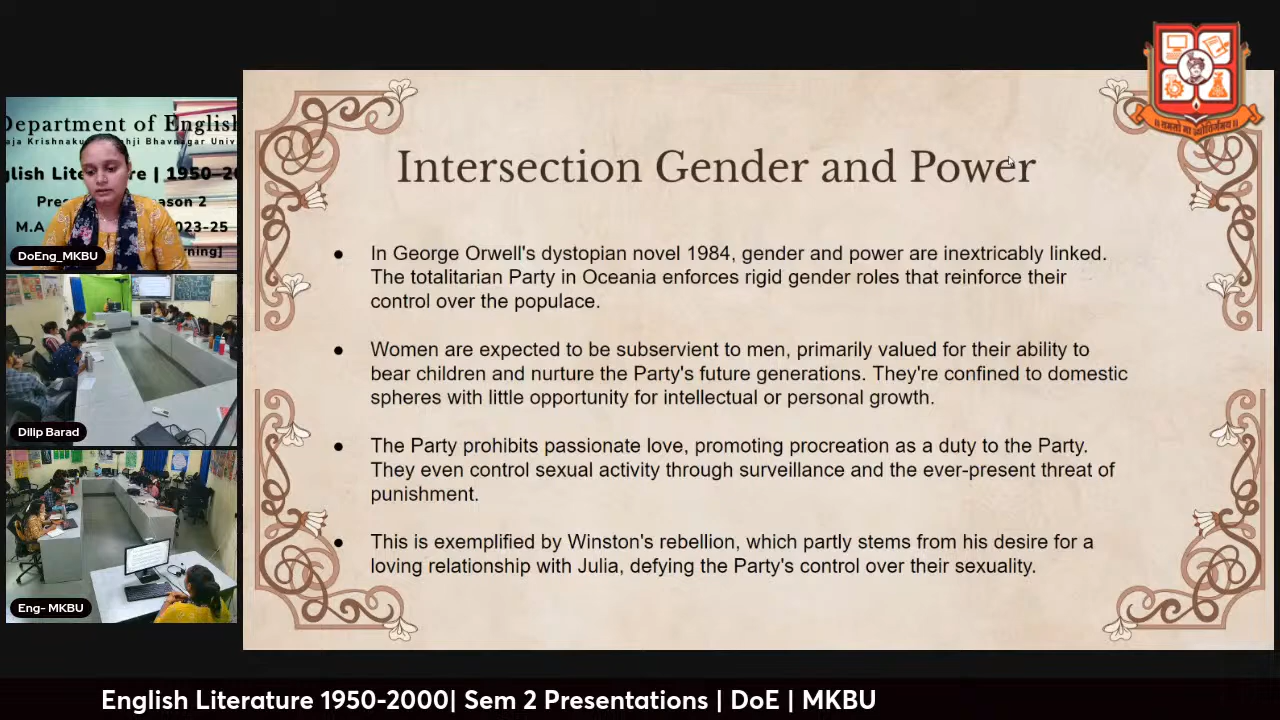 Department of English
glish Lite
re | 1950-20
Pre
eason 2
M.A
023-25
rning]
DoEng_MKBU
Dilip Barad
Eng- MKBU
Intersection Gender and Power
● In George Orwell's dystopian novel 1984, gender and power are inextricably linked.
The totalitarian Party in Oceania enforces rigid gender roles that reinforce their
control over the populace.
● Women are expected to be subservient to men, primarily valued for their ability to
bear children and nurture the Party's future generations. They're confined to domestic
spheres with little opportunity for intellectual or personal growth.
● The Party prohibits passionate love, promoting procreation as a duty to the Party.
They even control sexual activity through surveillance and the ever-present threat of
punishment.
● This is exemplified by Winston's rebellion, which partly stems from his desire for a
loving relationship with Julia, defying the Party's control over their sexuality.
English Literature 1950-2000| Sem 2 Presentations | DoE | MKBU